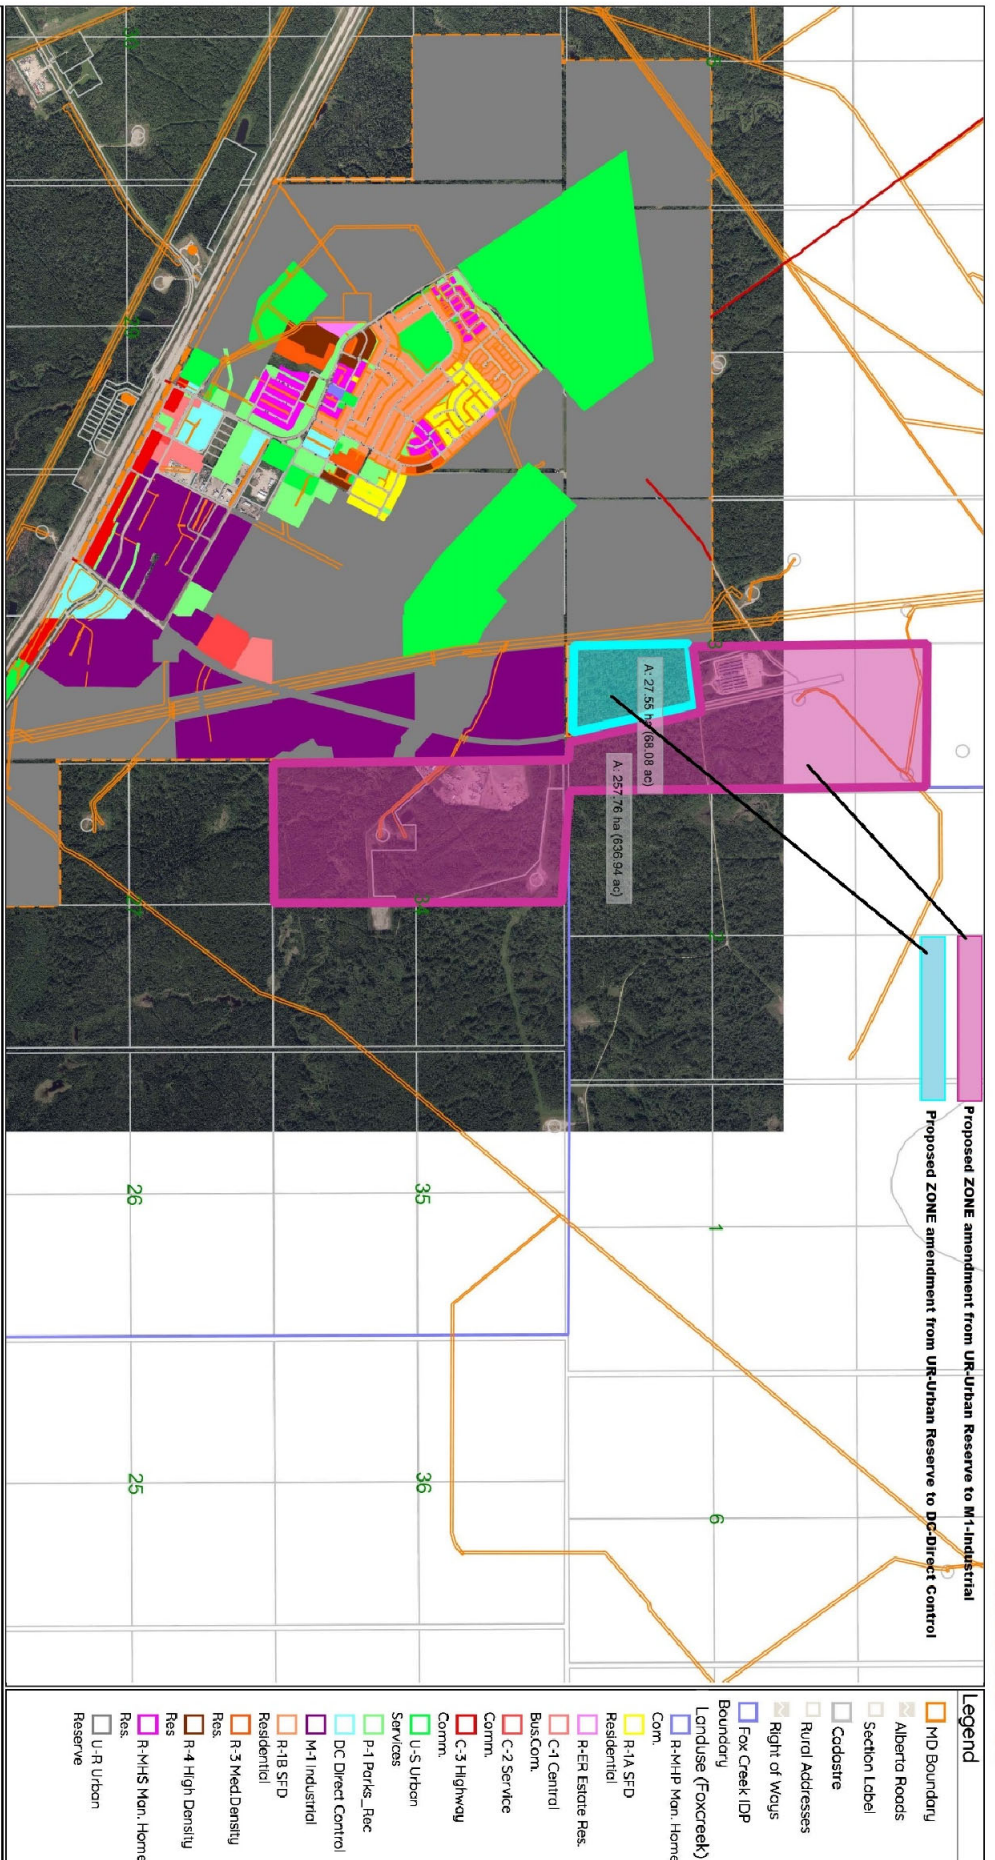 Proposed ZONE amendment from UR-Urban Reserve to M1-Industrial
Proposed ZONE amendment from UR-Urban Reserve to DC-Direct Control
A: 27.55 ha (68.08 ac)
A: 257.76 ha (636.94 ac)
3
2
1
6
34
35
36
27
26
25
Legend
MD Boundary
Alberta Roads
Section Label
Cadastre
Rural Addresses
Right of Ways
Fox Creek IDP
Boundary
Landuse (Foxcreek)
R-MHP Man. Home
Com.
R-1A SFD
Residential
R-ER Estate Res.
C-1 Central
Bus.Com.
C-2 Service
Comm.
C-3 Highway
Comm.
U-S Urban
Services
P-1 Parks_Rec
DC Direct Control
M-1 Industrial
R-1B SFD
Residential
R-3 Med.Density
Res.
R-4 High Density
Res
R-MHS Man. Home
Res.
U-R Urban
Reserve